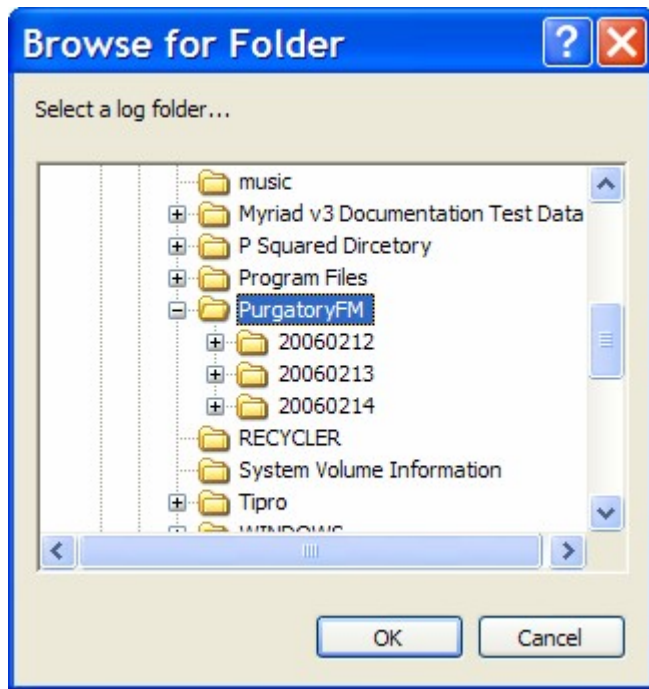 Browse for Folder
Select a log folder...
music
Myriad v3 Documentation Test Data
P Squared Dircetory
Program Files
PurgatoryFM
20060212
20060213
20060214
RECYCLER
System Volume Information
Tipro
WINDOWS
OK
Cancel